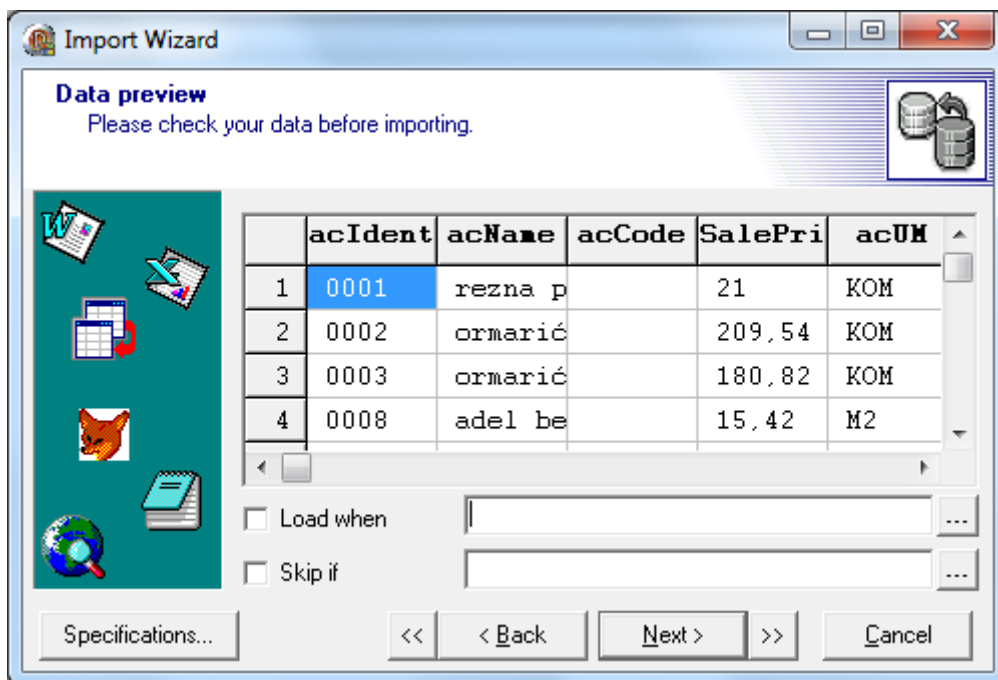 Import Wizard
Data preview
Please check your data before importing.
acIdent acName acCode SalePri acUM
1 0001 rezna p 21 KOM
2 0002 ormarić 209,54 KOM
3 0003 ormarić 180,82 KOM
4 0008 adel be 15,42 M2
Load when ...
Skip if ...
Specifications... << < Back Next > >> Cancel